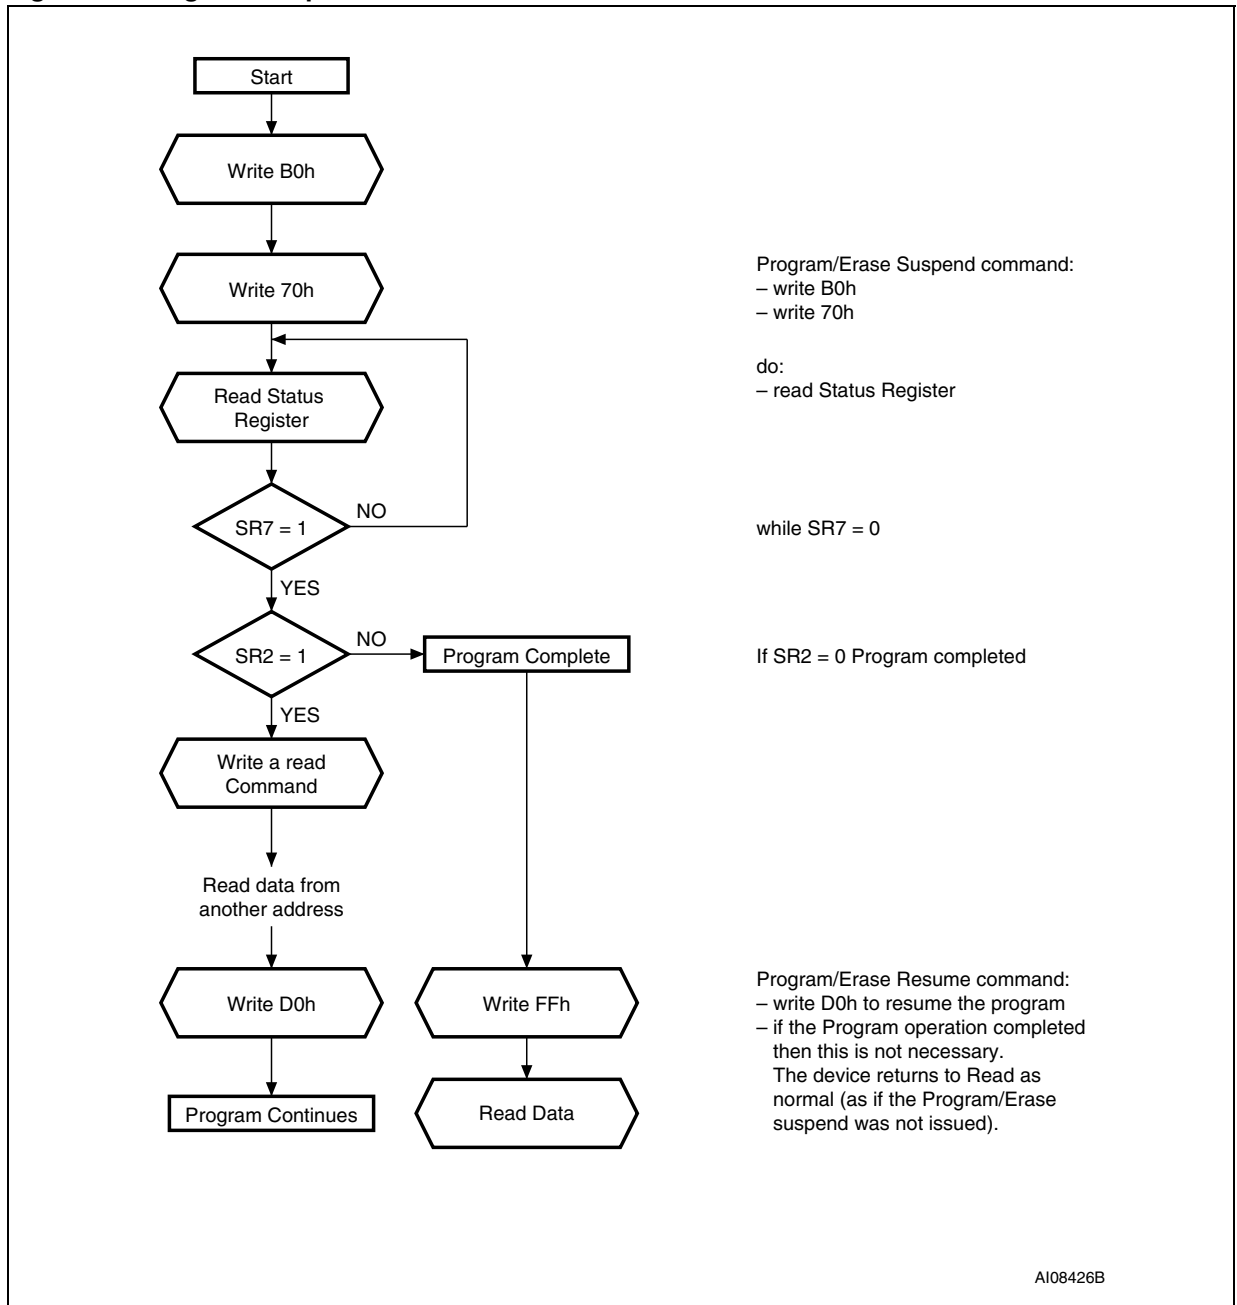 Start
Write B0h
Write 70h
Program/Erase Suspend command:
– write B0h
– write 70h
do:
– read Status Register
Read Status
Register
SR7 = 1
NO
while SR7 = 0
YES
SR2 = 1
NO
Program Complete
If SR2 = 0 Program completed
YES
Write a read
Command
Read data from
another address
Write D0h
Write FFh
Program/Erase Resume command:
– write D0h to resume the program
– if the Program operation completed
then this is not necessary.
The device returns to Read as
normal (as if the Program/Erase
suspend was not issued).
Program Continues
Read Data
AI08426B